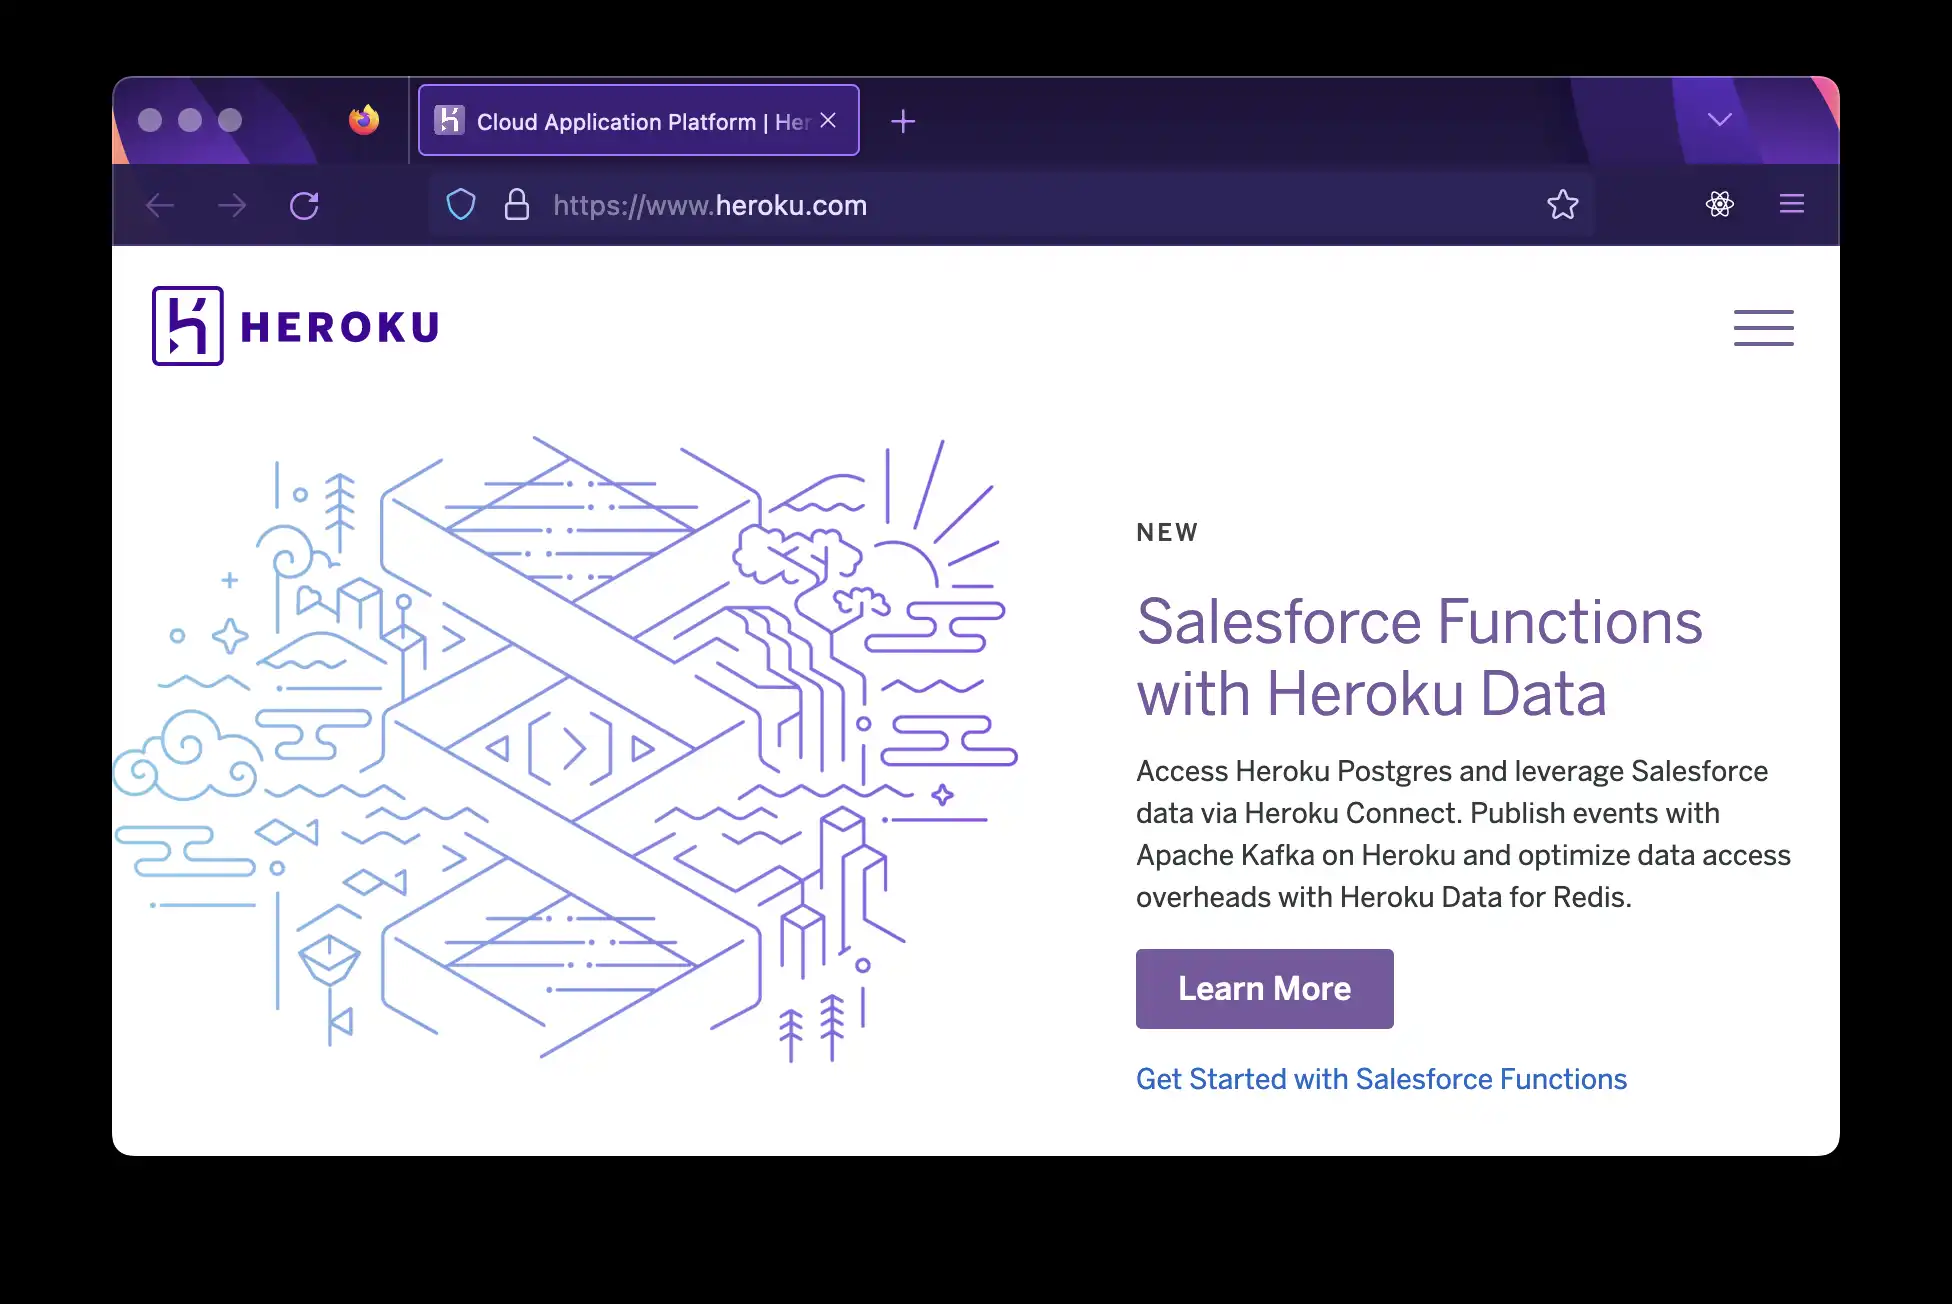 Cloud Application Platform | Her
https://www.heroku.com
HEROKU
NEW
Salesforce Functions
with Heroku Data
Access Heroku Postgres and leverage Salesforce
data via Heroku Connect. Publish events with
Apache Kafka on Heroku and optimize data access
overheads with Heroku Data for Redis.
Learn More
Get Started with Salesforce Functions